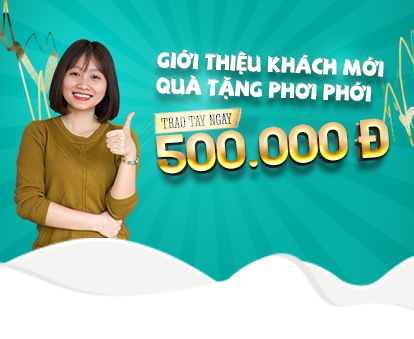 GIỚI THIỆU KHÁCH MỚI
QUÀ TẶNG PHƠI PHỚI
TRAO TAY NGAY
500.000 Đ